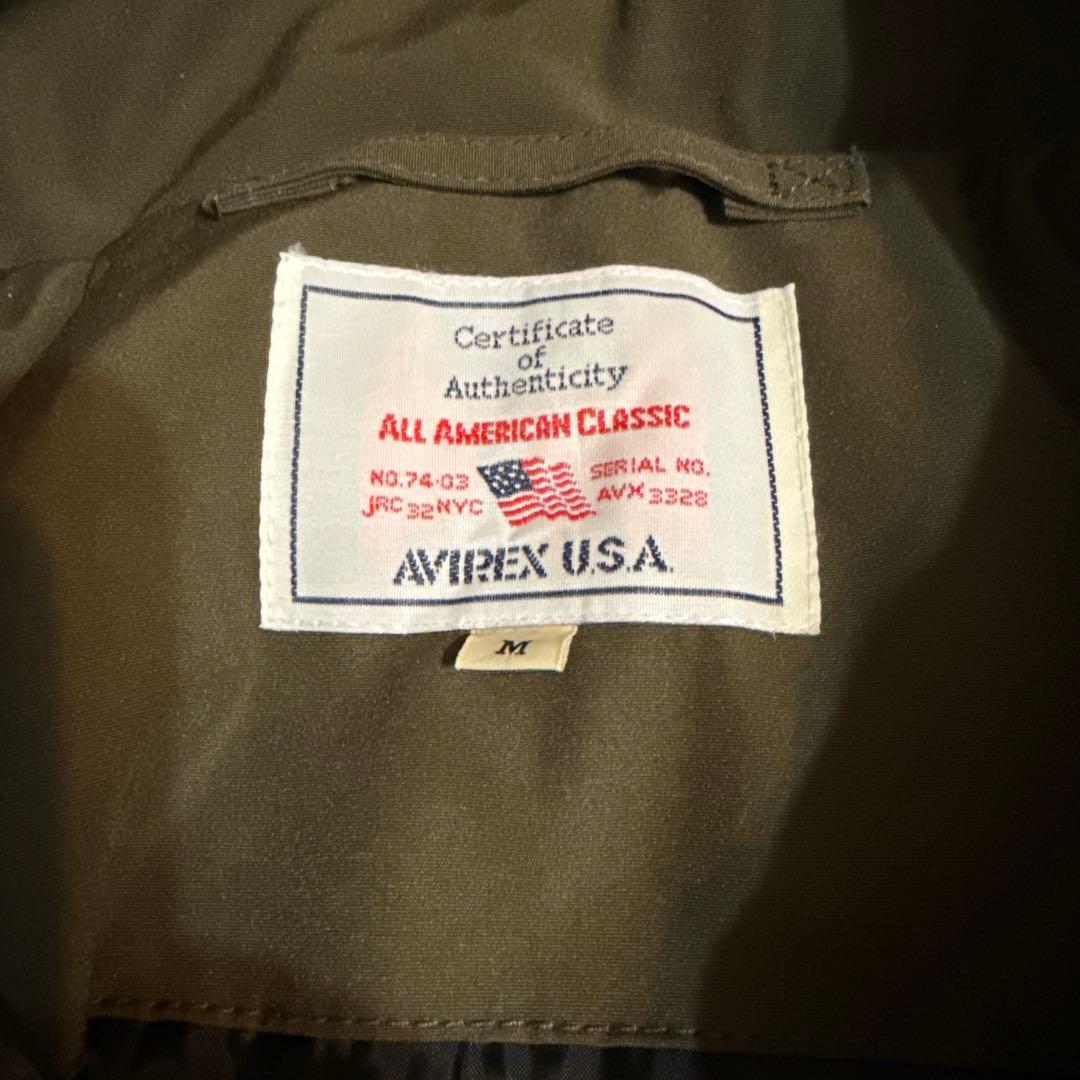 Certificate
of
Authenticity
ALL AMERICAN CLASSIC
NO.74-03 SERIAL NO.
JRC 32 NYC AVX 3328
AVIREX U.S.A.
M